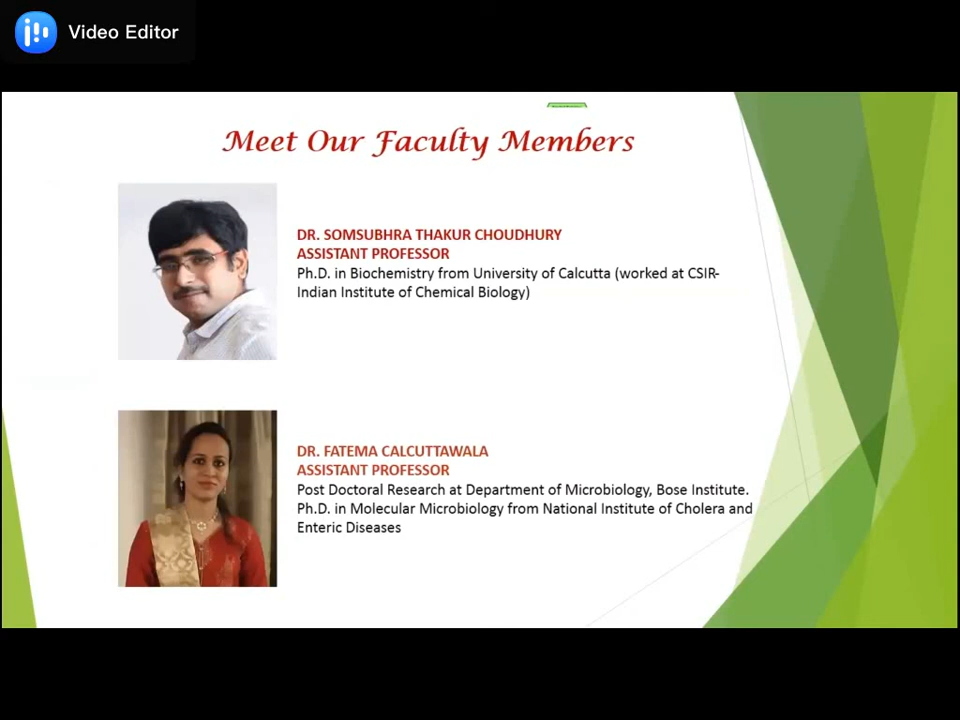 Video Editor
Meet Our Faculty Members
DR. SOMSUBHRA THAKUR CHOUDHURY
ASSISTANT PROFESSOR
Ph.D. in Biochemistry from University of Calcutta (worked at CSIR-
Indian Institute of Chemical Biology)
DR. FATEMA CALCUTTAWALA
ASSISTANT PROFESSOR
Post Doctoral Research at Department of Microbiology, Bose Institute.
Ph.D. in Molecular Microbiology from National Institute of Cholera and
Enteric Diseases